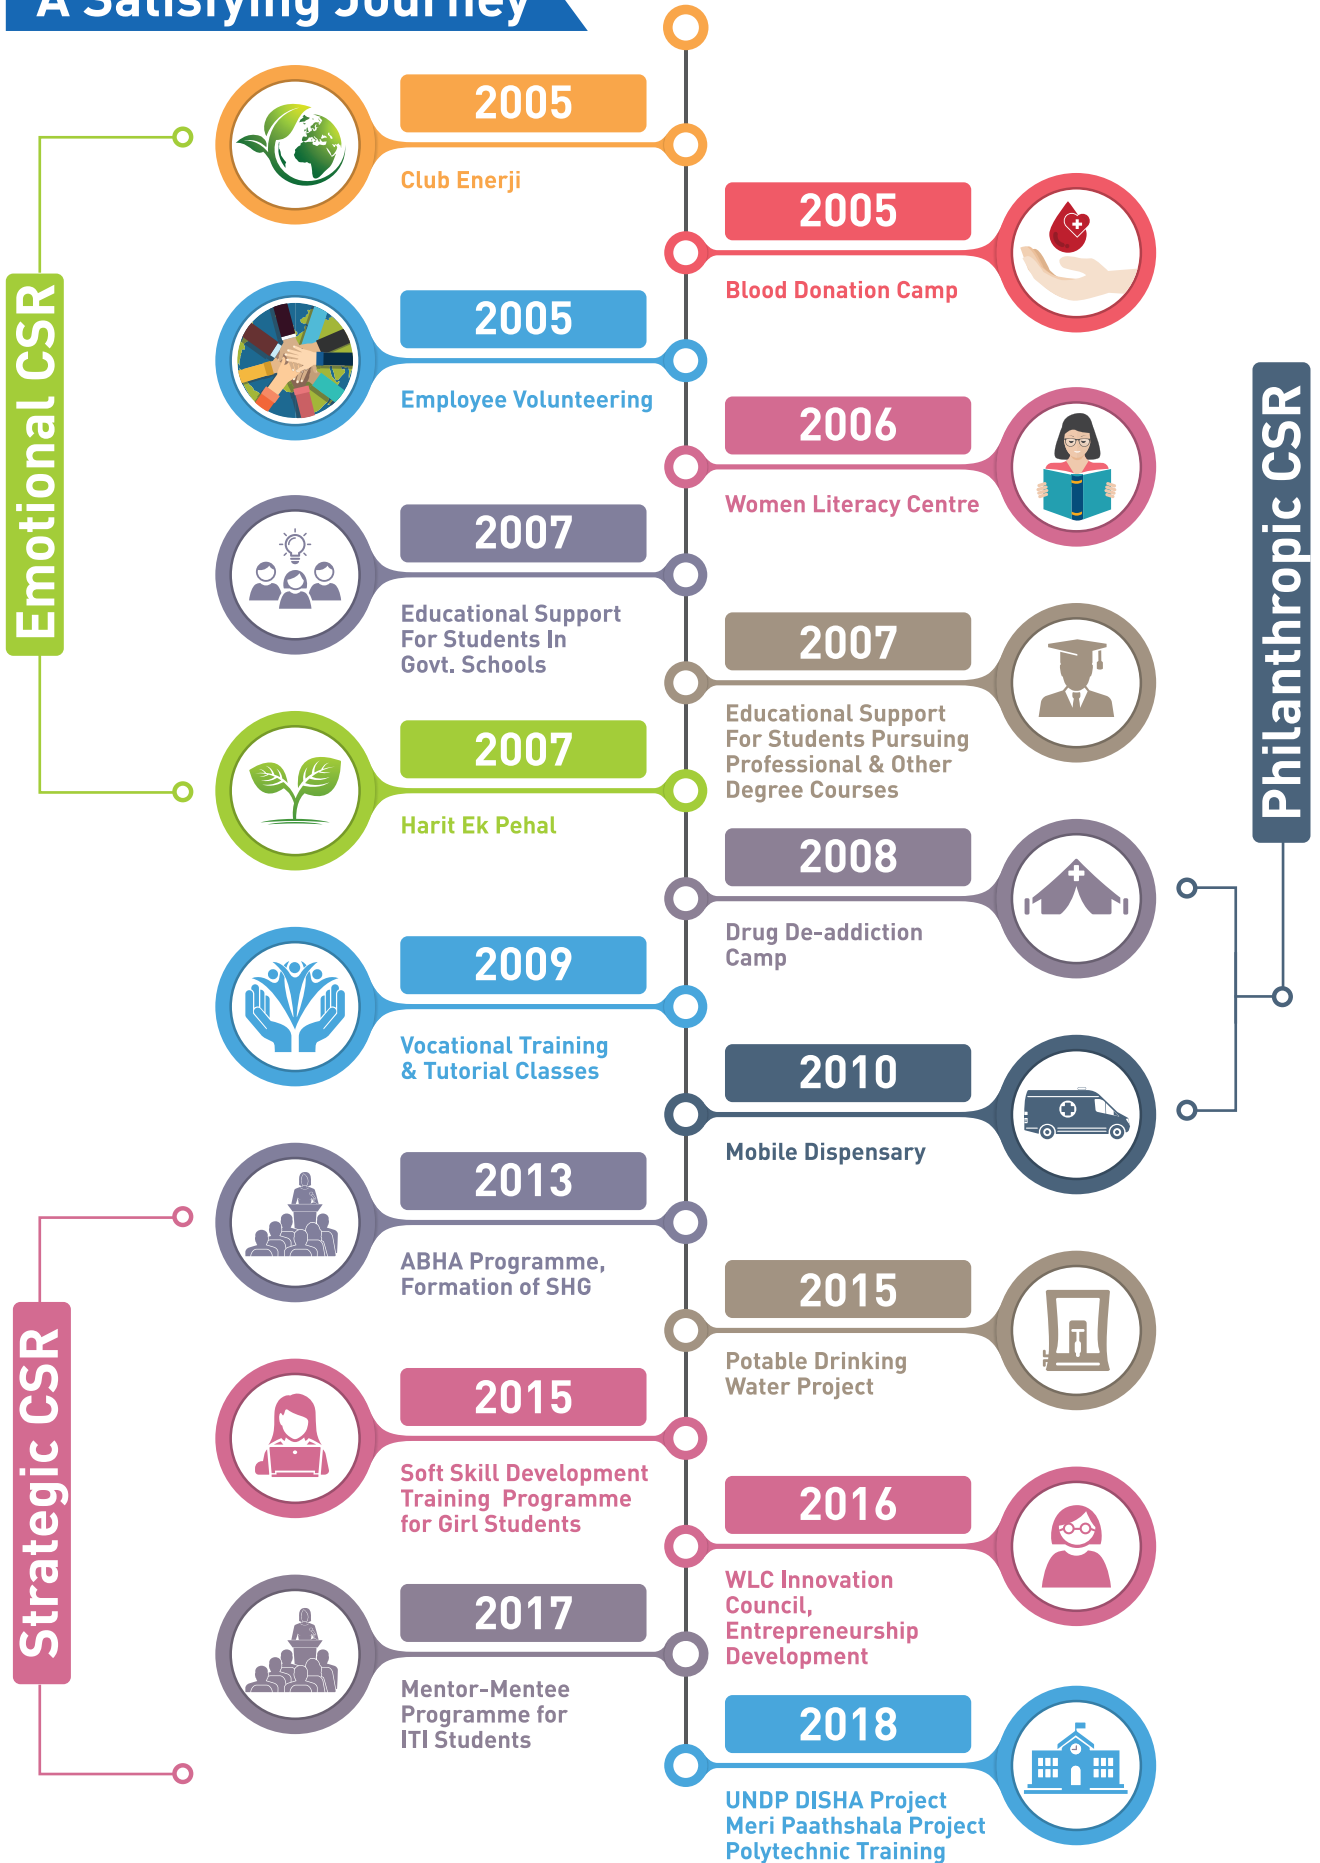 A Satisfying Journey
2005
Club Enerji
2005
Blood Donation Camp
Emotional CSR
2005
Employee Volunteering
Philanthropic CSR
2006
Women Literacy Centre
2007
Educational Support
For Students In
Govt. Schools
2007
Educational Support
For Students Pursuing
Professional & Other
Degree Courses
2007
Harit Ek Pehal
2008
Drug De-addiction
Camp
2009
Vocational Training
& Tutorial Classes
2010
Mobile Dispensary
2013
ABHA Programme,
Formation of SHG
2015
Potable Drinking
Water Project
Strategic CSR
2015
Soft Skill Development
Training Programme
for Girl Students
2016
WLC Innovation
Council,
Entrepreneurship
Development
2017
Mentor-Mentee
Programme for
ITI Students
2018
UNDP DISHA Project
Meri Paathshala Project
Polytechnic Training